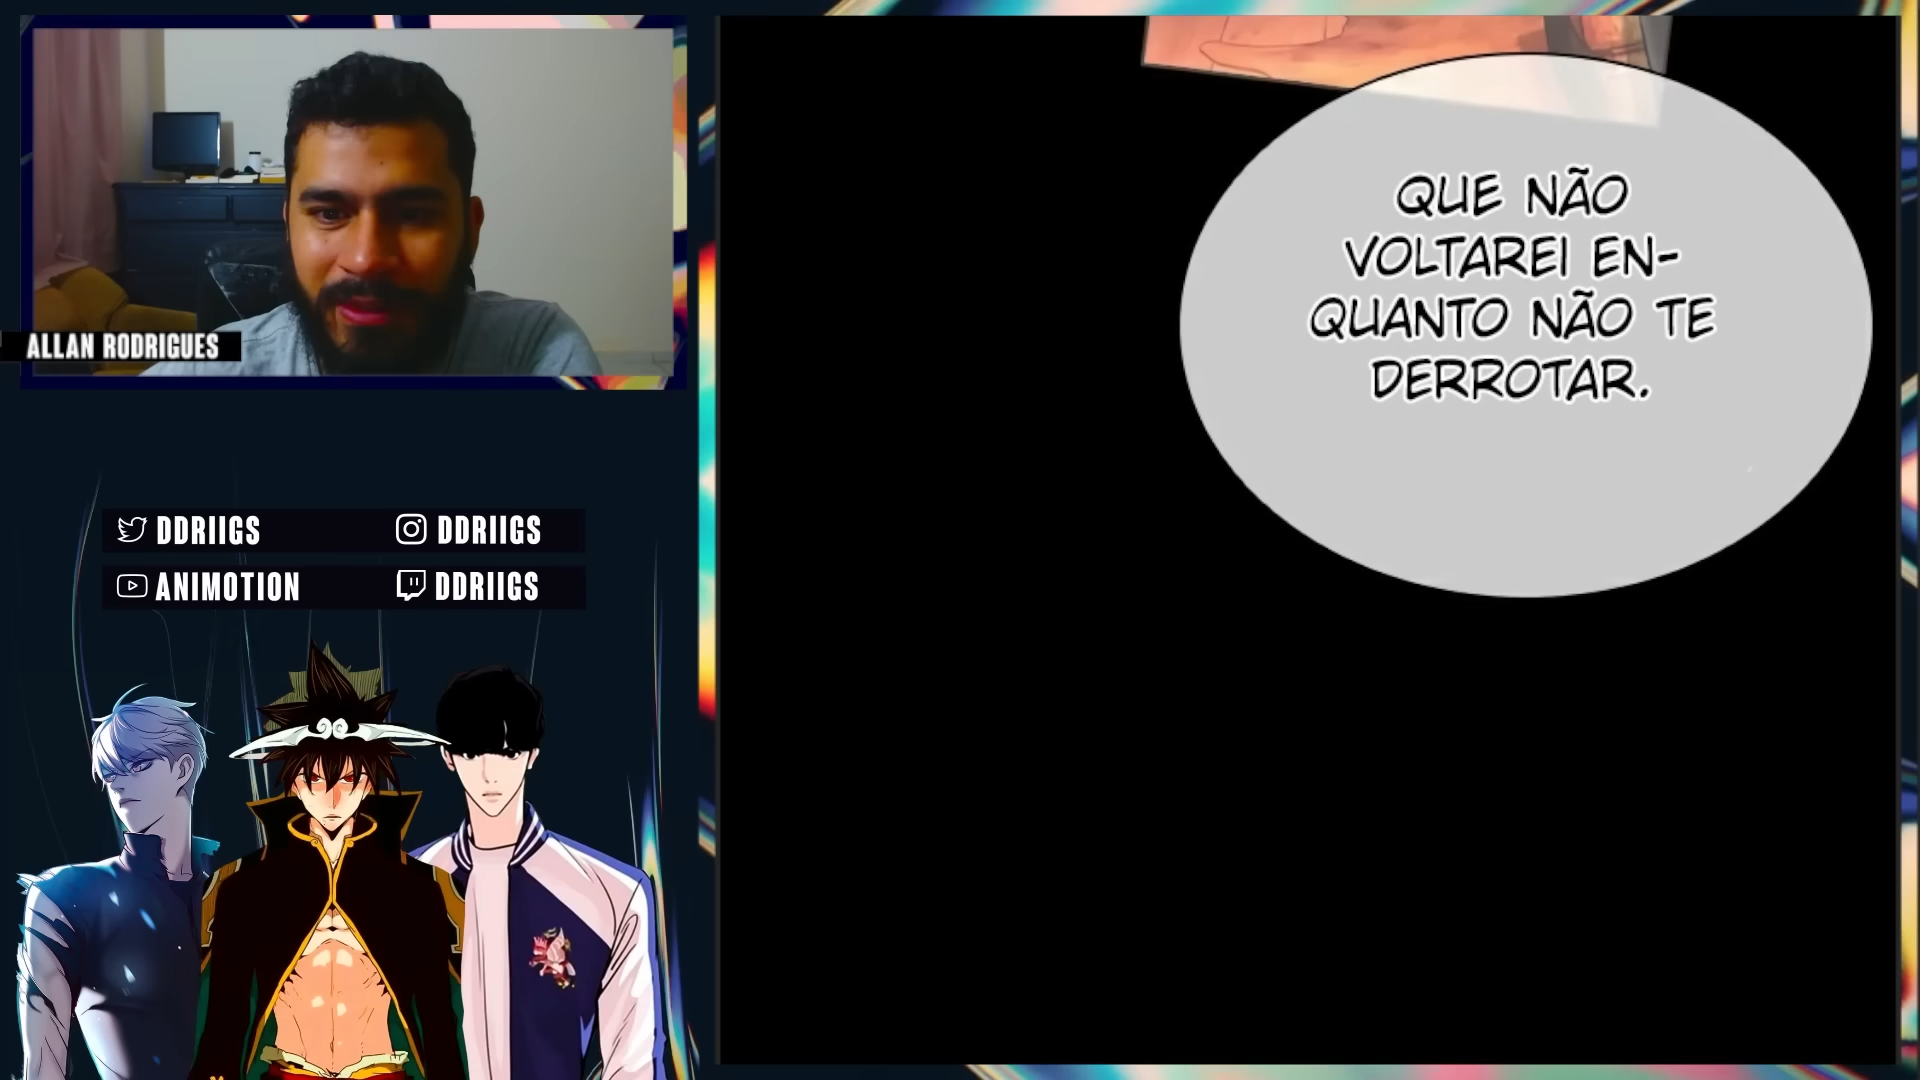 ALLAN RODRIGUES
DDRIIGS
DDRIIGS
ANIMOTION
DDRIIGS
QUE NÃO
VOLTAREI EN-
QUANTO NÃO TE
DERROTAR.